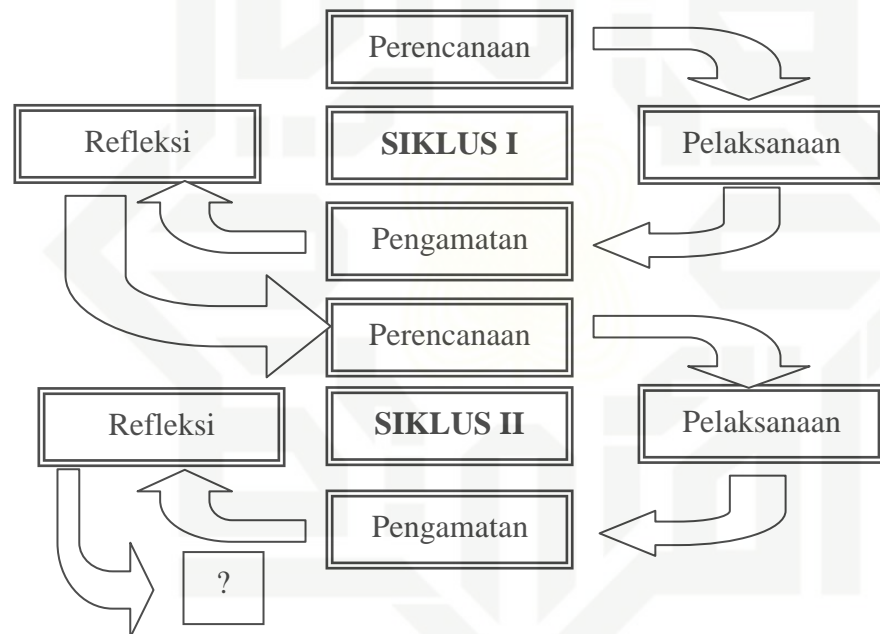 Perencanaan
Refleksi
SIKLUS I
Pelaksanaan
Pengamatan
Perencanaan
Refleksi
SIKLUS II
Pelaksanaan
Pengamatan
?